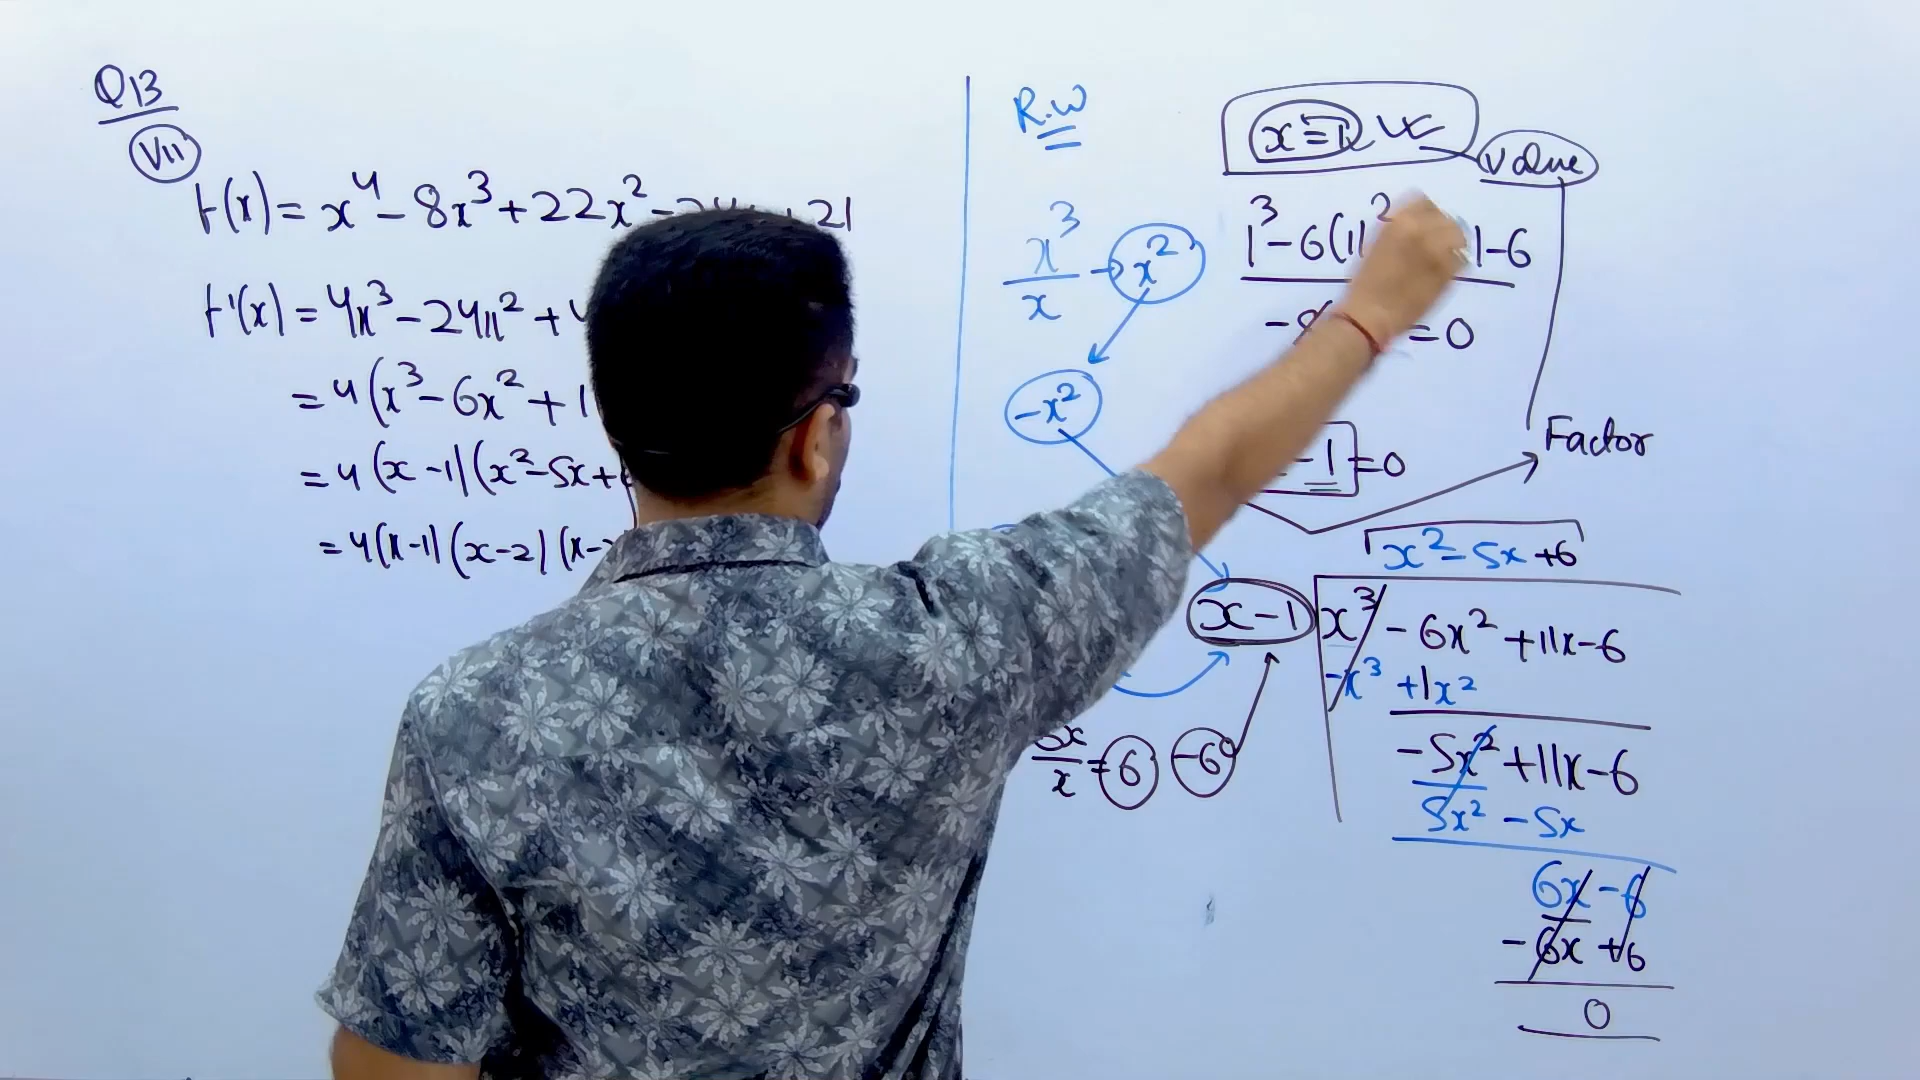 Q13
VII
f(x) = x⁴ - 8x³ + 22x² - 24x + 21
f'(x) = 4x³ - 24x² + 4
= 4(x³ - 6x² + 1
= 4(x - 1)(x² - 5x + 6
= 4(x - 1)(x - 2)(x -
R.W
x³/x → x²
-x²
x/x = 6 -6
x = 1
value
1³ - 6(1)² 1 - 6
- = 0
- 1 = 0
Factor
x² - 5x + 6
x - 1 x³ - 6x² + 11x - 6
-x³ + 1x²
-5x² + 11x - 6
5x² - 5x
6x - 6
-6x + 6
0